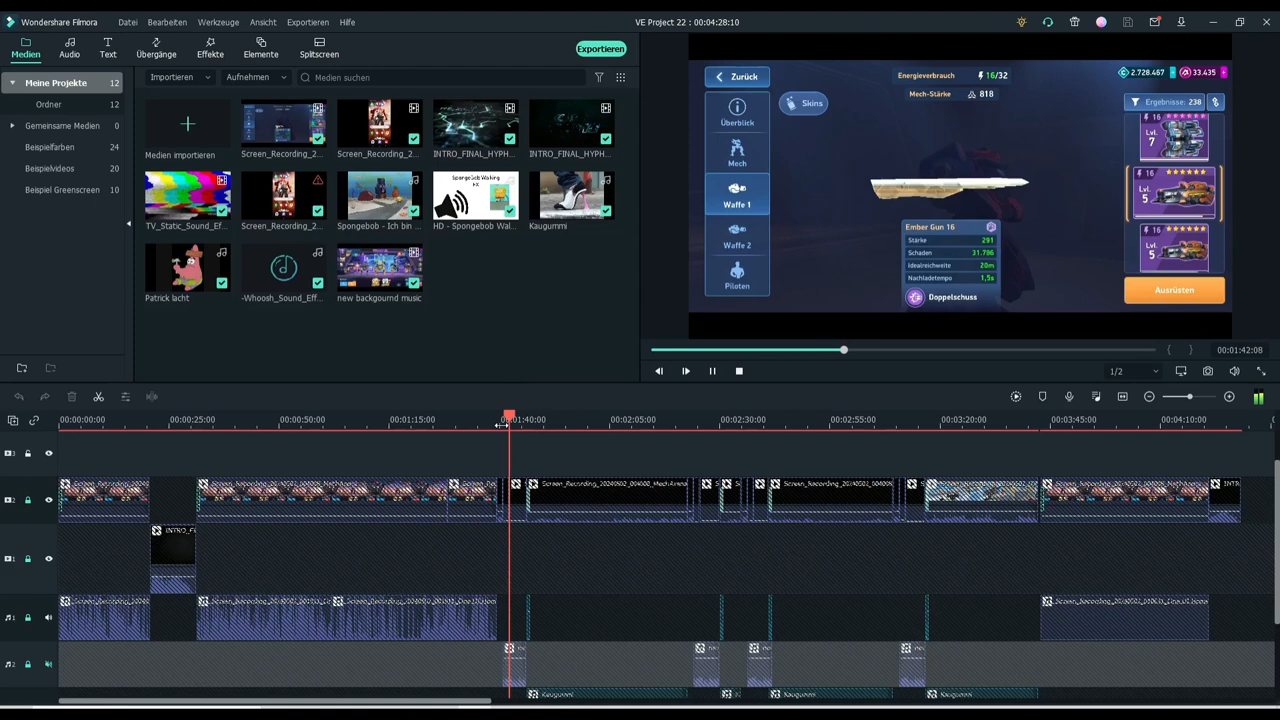 Wondershare Filmora
Datei
Bearbeiten
Werkzeuge
Ansicht
Exportieren
Hilfe
VE Project 22 : 00:04:28:10
Medien
Audio
Text
Übergänge
Effekte
Elemente
Splitscreen
Exportieren
Meine Projekte 12
Ordner 12
Gemeinsame Medien 0
Beispielfarben 24
Beispielvideos 20
Beispiel Greenscreen 10
Importieren
Aufnehmen
Medien suchen
Medien importieren
Screen_Recording_2...
Screen_Recording_2...
INTRO_FINAL_HYPH...
INTRO_FINAL_HYPH...
TV_Static_Sound_Ef...
Screen_Recording_2...
Spongebob - Ich bin ...
HD - Spongebob Wal...
Kaugummi
Patrick lacht
-Whoosh_Sound_Eff...
new backgournd music
Zurück
Skins
Energieverbrauch 16/32
Mech-Stärke 818
2.728.467
33.435
Ergebnisse: 238
Überblick
Mech
Waffe 1
Waffe 2
Piloten
16
Lvl.
7
16
Lvl.
5
16
Lvl.
5
Ember Gun 16
Stärke 291
Schaden 31.786
Idealreichweite 20m
Nachladetempo 1,5s
Doppelschuss
Ausrüsten
00:01:42:08
1/2
00:00:00:00
00:00:25:00
00:00:50:00
00:01:15:00
00:01:40:00
00:02:05:00
00:02:30:00
00:02:55:00
00:03:20:00
00:03:45:00
00:04:10:00
3
2
1
1
2
Kaugummi
Kaugummi
Kaugummi